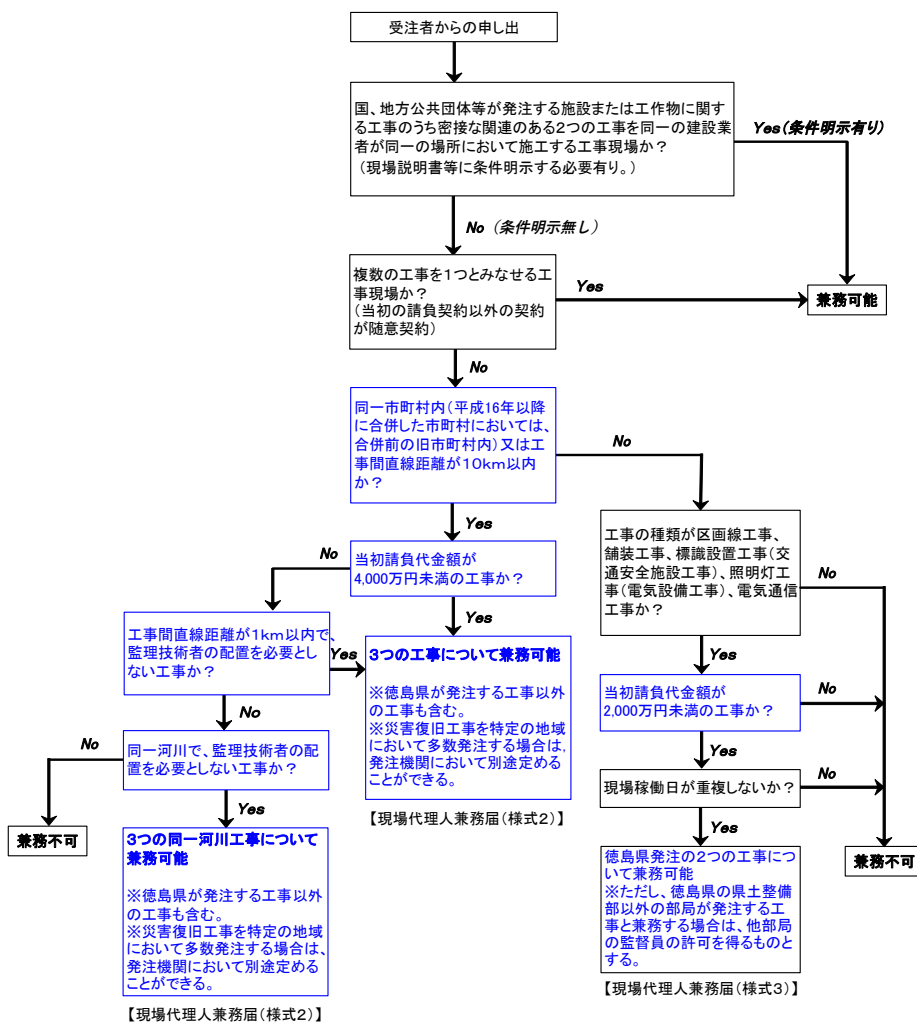 受注者からの申し出
国、地方公共団体等が発注する施設または工作物に関
する工事のうち密接な関連のある2つの工事を同一の建設業
者が同一の場所において施工する工事現場か？
（現場説明書等に条件明示する必要有り。）
Yes（条件明示有り）
No （条件明示無し）
複数の工事を１つとみなせる工
事現場か？
（当初の請負契約以外の契約
が随意契約）
Yes
兼務可能
No
同一市町村内（平成16年以降
に合併した市町村においては、
合併前の旧市町村内）又は工
事間直線距離が１０ｋｍ以内
か？
No
Yes
工事の種類が区画線工事、
舗装工事、標識設置工事（交
通安全施設工事）、照明灯工
事（電気設備工事）、電気通信
工事か？
No
当初請負代金額が
4,000万円未満の工事か？
No
Yes
工事間直線距離が１ｋｍ以内で、
監理技術者の配置を必要とし
ない工事か？
Yes
3つの工事について兼務可能
※徳島県が発注する工事以外
の工事も含む。
※災害復旧工事を特定の地域
において多数発注する場合は、
発注機関において別途定める
ことができる。
【現場代理人兼務届（様式２）】
Yes
当初請負代金額が
2,000万円未満の工事か？
No
No
同一河川で、監理技術者の配
置を必要としない工事か？
No
Yes
兼務不可
3つの同一河川工事について
兼務可能
※徳島県が発注する工事以外
の工事も含む。
※災害復旧工事を特定の地域
において多数発注する場合は、
発注機関において別途定める
ことができる。
【現場代理人兼務届（様式２）】
Yes
現場稼働日が重複しないか？
No
Yes
兼務不可
徳島県発注の2つの工事につ
いて兼務可能
※ただし、徳島県の県土整備
部以外の部局が発注する工
事と兼務する場合は、他部局
の監督員の許可を得るものと
する。
【現場代理人兼務届（様式３）】